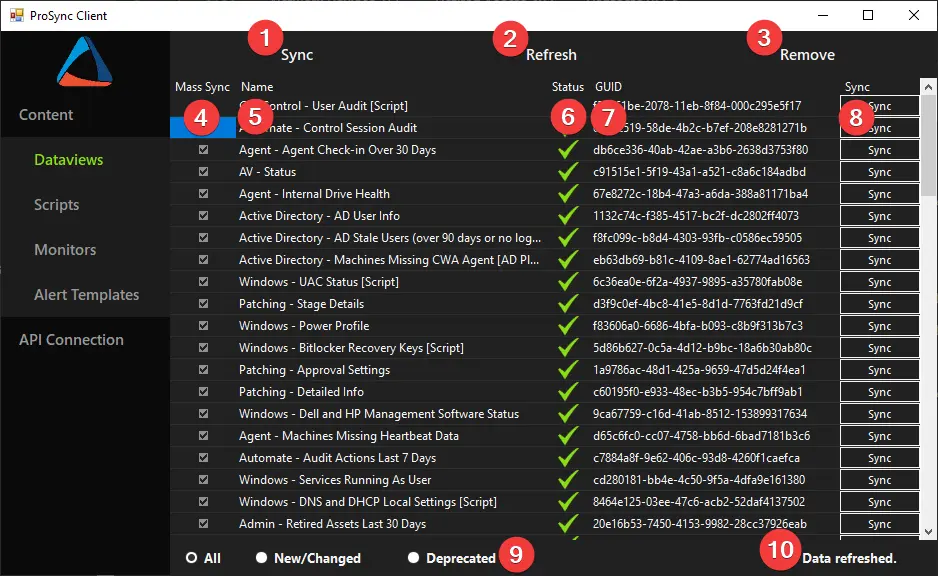 ProSync Client
1 Sync 2 Refresh 3 Remove
Mass Sync Name Status GUID Sync
Content
Control - User Audit [Script] be-2078-11eb-8f84-000c295e5f17 Sync
4 5 6 7 8
- Control Session Audit 519-58de-4b2c-b7ef-208e8281271b Sync
Dataviews
Agent - Agent Check-in Over 30 Days db6ce336-40ab-42ae-a3b6-2638d3753f80 Sync
AV - Status c91515e1-5f19-43a1-a521-c8a6c184adbd Sync
Agent - Internal Drive Health 67e8272c-18b4-47a3-a6da-388a81171ba4 Sync
Scripts
Active Directory - AD User Info 1132c74c-f385-4517-bc2f-dc2802ff4073 Sync
Active Directory - AD Stale Users (over 90 days or no log... f8fc099c-b8d4-4303-93fb-c0586ec59505 Sync
Monitors
Active Directory - Machines Missing CWA Agent [AD Pl... eb63db69-b81c-4109-8ae1-62774ad16563 Sync
Windows - UAC Status [Script] 6c36ea0e-6f2a-4937-9895-a35780fab08e Sync
Alert Templates
Patching - Stage Details d3f9c0ef-4bc8-41e5-8d1d-7763fd21d9cf Sync
Windows - Power Profile f83606a0-6686-4bfa-b093-c8b9f313b7c3 Sync
API Connection
Windows - Bitlocker Recovery Keys [Script] 5d86b627-0c5a-4d12-b9bc-18a6b30ab80c Sync
Patching - Approval Settings 1a9786ac-48d1-425a-9659-47d5d24f4ea1 Sync
Patching - Detailed Info c60195f0-e933-48ec-b3b5-954c7bff9ab1 Sync
Windows - Dell and HP Management Software Status 9ca67759-c16d-41ab-8512-153899317634 Sync
Agent - Machines Missing Heartbeat Data d65c6fc0-cc07-4758-bb6d-6bad7181b3c6 Sync
Automate - Audit Actions Last 7 Days c7884a8f-9e62-406c-93d8-4260f1caefca Sync
Windows - Services Running As User cd280181-bb4e-4c50-9f5a-4dfa9e161380 Sync
Windows - DNS and DHCP Local Settings [Script] 8464e125-03ee-47c6-acb2-52daf4137502 Sync
Admin - Retired Assets Last 30 Days 20e16b53-7450-4153-9982-28cc37926eab Sync
All New/Changed Deprecated 9 10 Data refreshed.